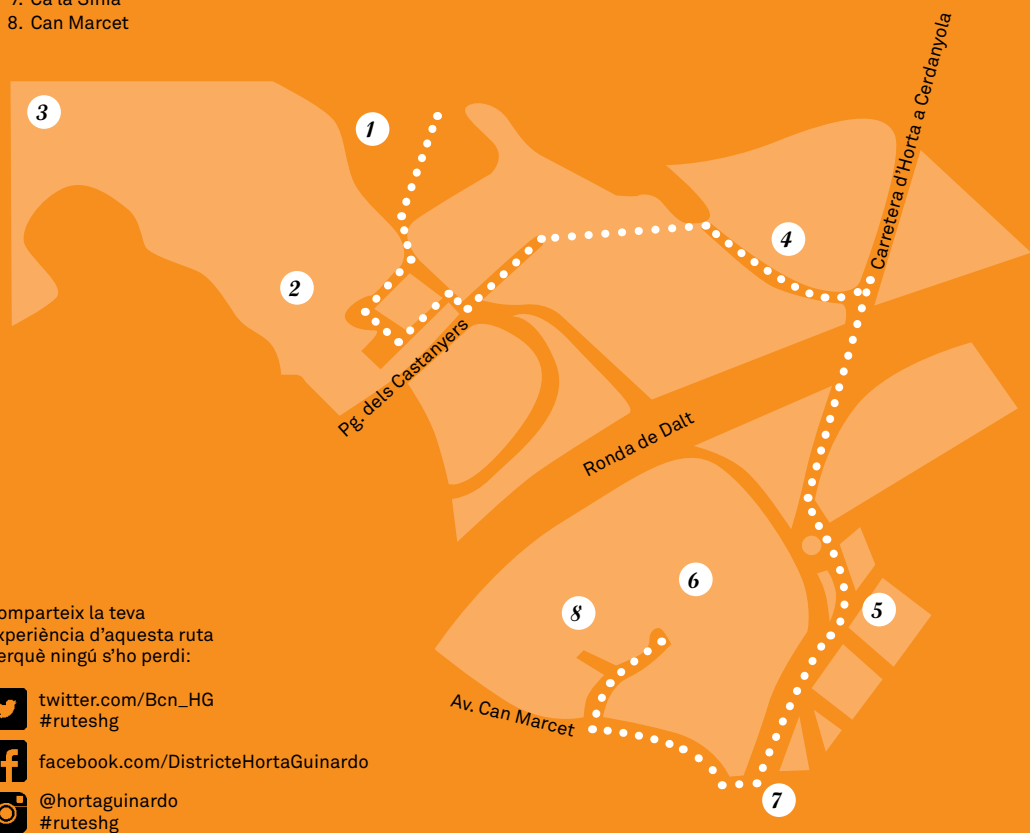 7. Ca la Sínia
8. Can Marcet
3
1
Carretera d'Horta a Cerdanyola
4
2
Pg. dels Castanyers
Ronda de Dalt
6
8
5
Av. Can Marcet
7
omparteix la teva
xperiència d'aquesta ruta
erquè ningú s'ho perdi:
twitter.com/Bcn_HG
#ruteshg
facebook.com/DistricteHortaGuinardo
@hortaguinardo
#ruteshg